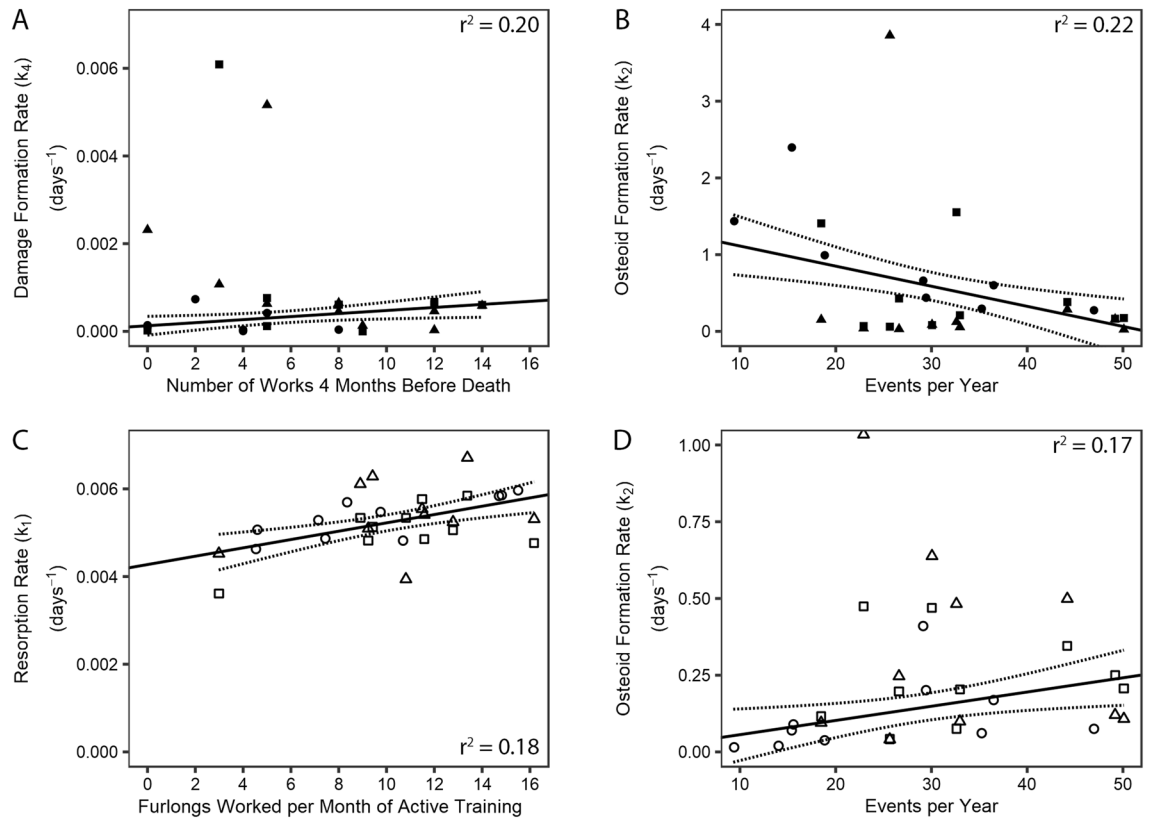 A
r² = 0.20
Damage Formation Rate (k₄)
(days⁻¹)
0.006
0.004
0.002
0.000
0 2 4 6 8 10 12 14 16
Number of Works 4 Months Before Death
B
r² = 0.22
Osteoid Formation Rate (k₂)
(days⁻¹)
4
3
2
1
0
10 20 30 40 50
Events per Year
C
Resorption Rate (k₁)
(days⁻¹)
0.006
0.004
0.002
0.000
r² = 0.18
0 2 4 6 8 10 12 14 16
Furlongs Worked per Month of Active Training
D
r² = 0.17
Osteoid Formation Rate (k₂)
(days⁻¹)
1.00
0.75
0.50
0.25
0.00
10 20 30 40 50
Events per Year